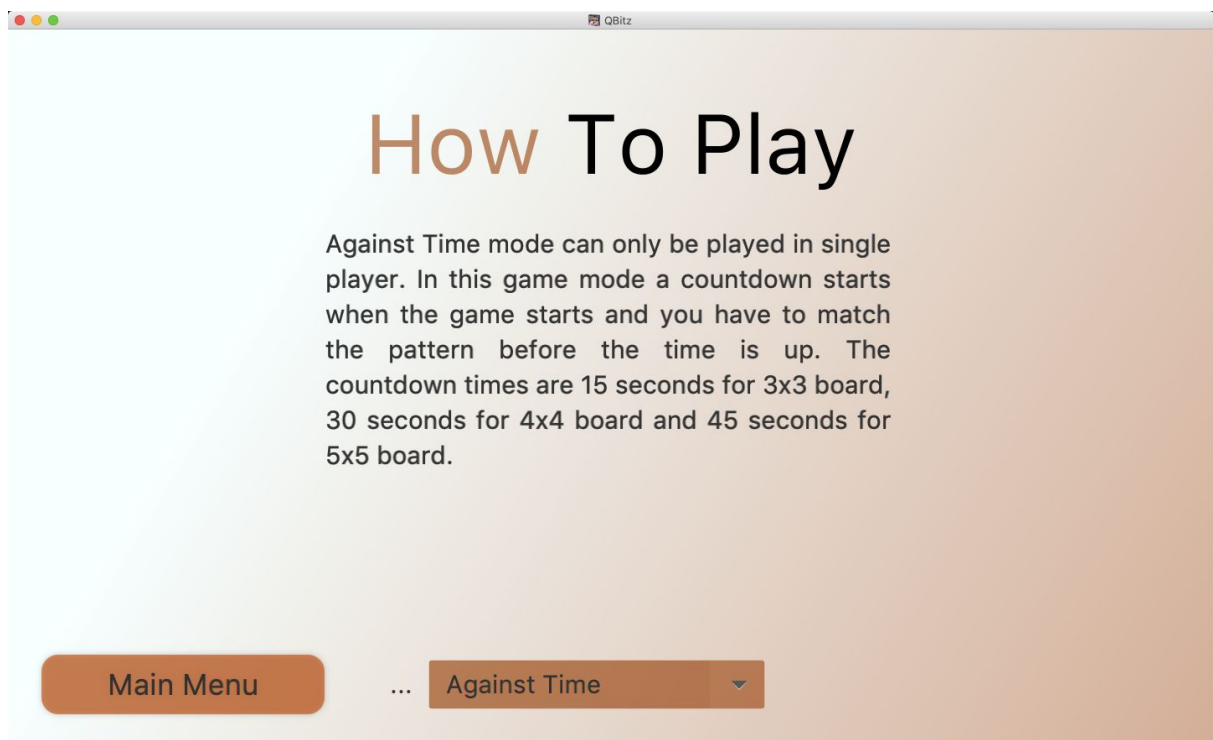 QBitz
How To Play
Against Time mode can only be played in single
player. In this game mode a countdown starts
when the game starts and you have to match
the pattern before the time is up. The
countdown times are 15 seconds for 3x3 board,
30 seconds for 4x4 board and 45 seconds for
5x5 board.
Main Menu ... Against Time